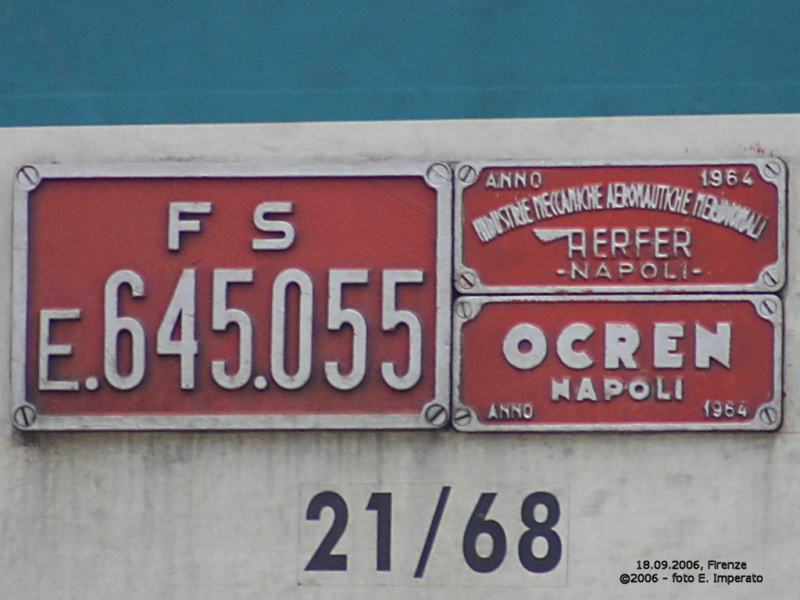 F S
E.645.055
ANNO 1964
INDUSTRIE MECCANICHE AERONAUTICHE MERIDIONALI
AERFER
-NAPOLI-
OCREN
NAPOLI
ANNO 1964
21/68
18.09.2006, Firenze
©2006 - foto E. Imperato